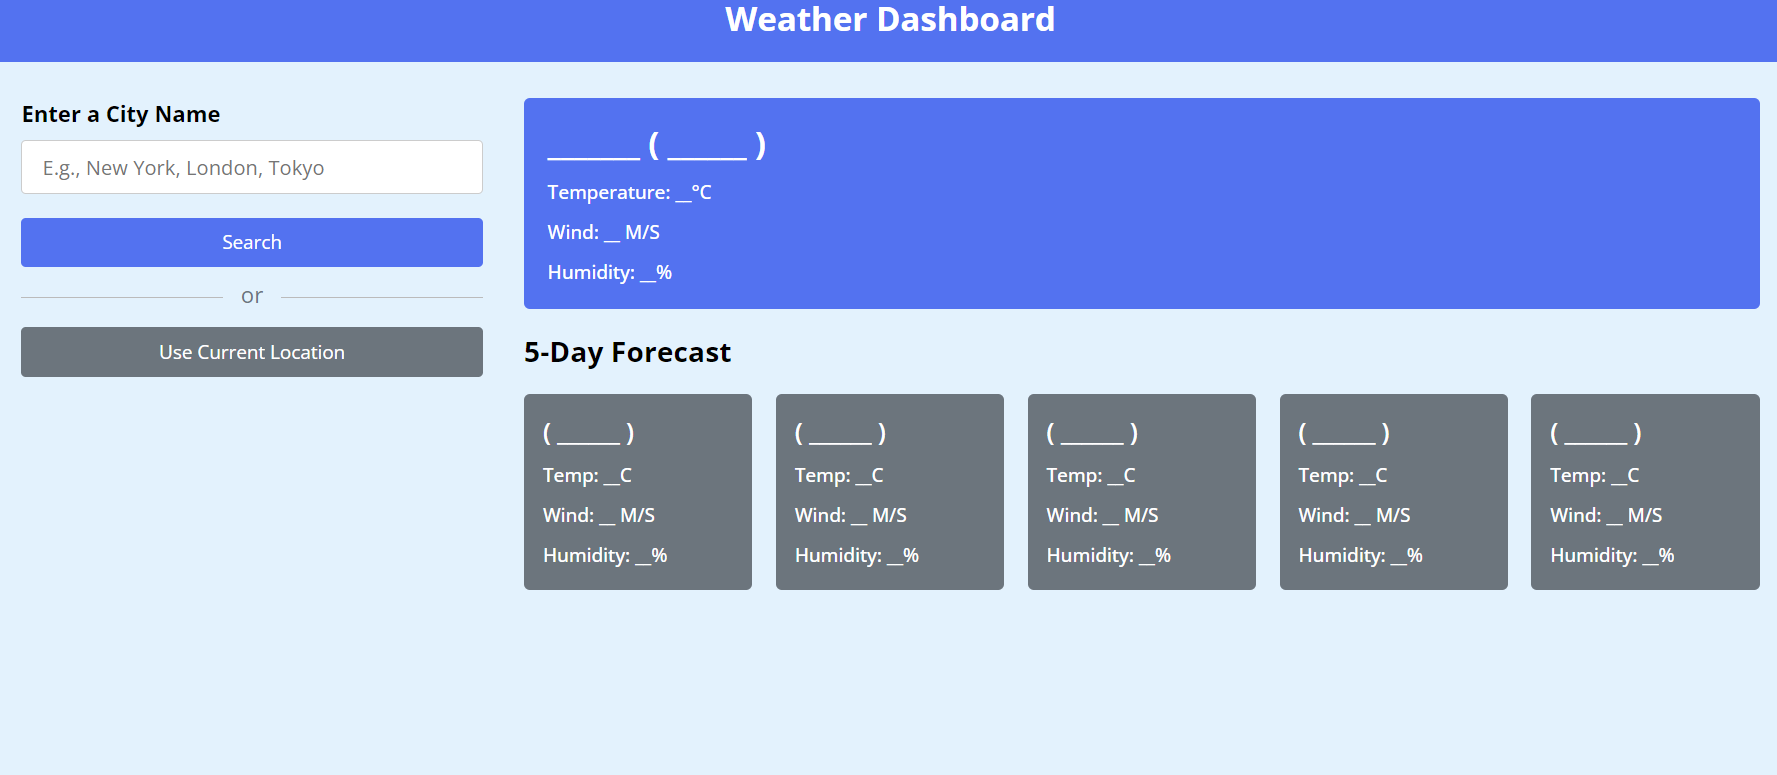 Weather Dashboard
Enter a City Name
E.g., New York, London, Tokyo
Search
or
Use Current Location
_______ ( ______ )
Temperature: __°C
Wind: __ M/S
Humidity: __%
5-Day Forecast
( ______ )
Temp: __C
Wind: __ M/S
Humidity: __%
( ______ )
Temp: __C
Wind: __ M/S
Humidity: __%
( ______ )
Temp: __C
Wind: __ M/S
Humidity: __%
( ______ )
Temp: __C
Wind: __ M/S
Humidity: __%
( ______ )
Temp: __C
Wind: __ M/S
Humidity: __%